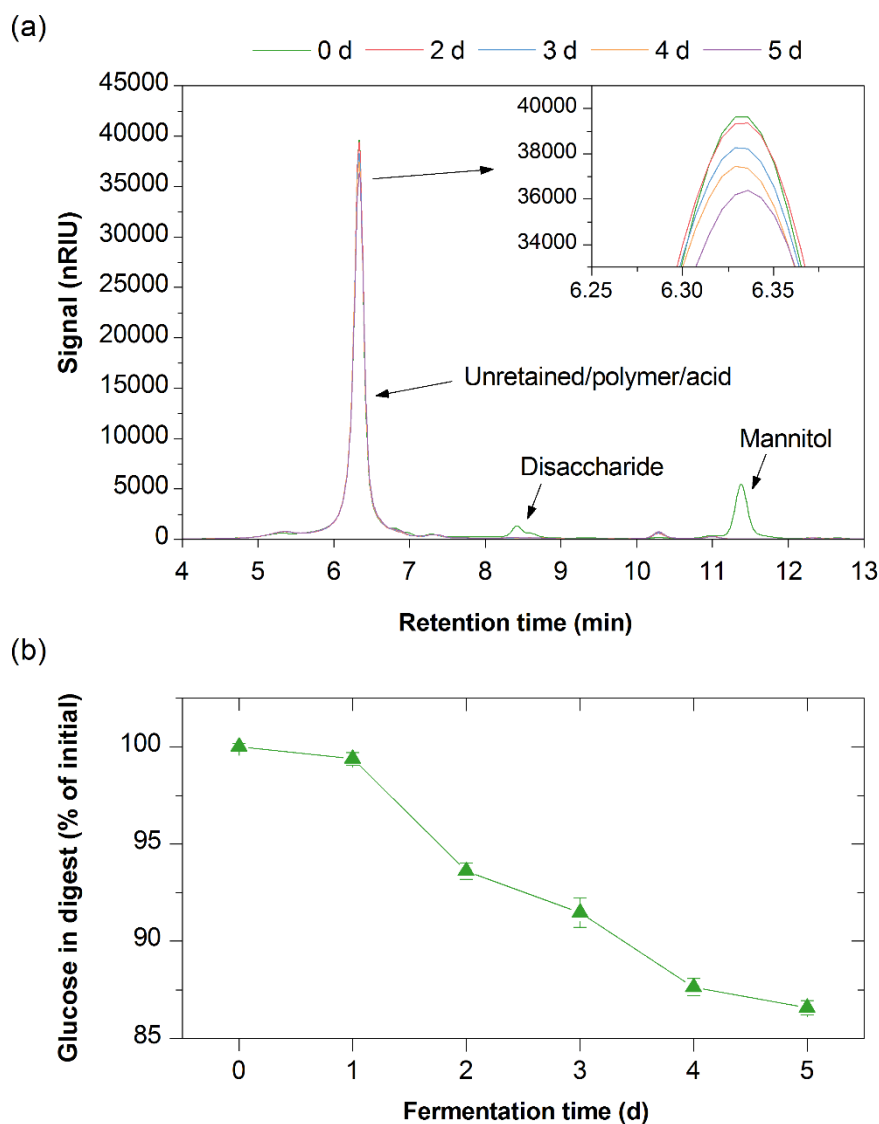 (a)
0 d 2 d 3 d 4 d 5 d
45000
40000
35000
30000
25000
20000
15000
10000
5000
0
Signal (nRIU)
40000
38000
36000
34000
6.25 6.30 6.35
Unretained/polymer/acid
Disaccharide
Mannitol
4 5 6 7 8 9 10 11 12 13
Retention time (min)
(b)
Glucose in digest (% of initial)
100
95
90
85
0 1 2 3 4 5
Fermentation time (d)